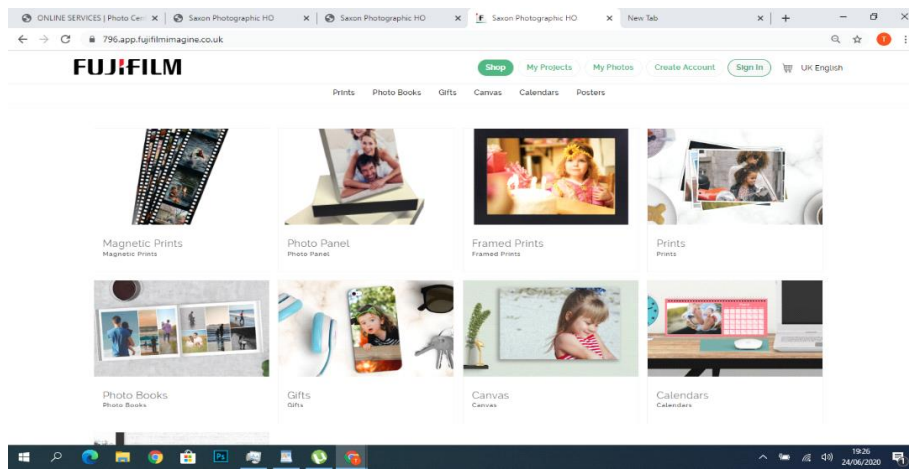 ONLINE SERVICES | Photo Cen
Saxon Photographic HO
Saxon Photographic HO
Saxon Photographic HO
New Tab
796.app.fujifilmimagine.co.uk
T
FUJIFILM
Shop
My Projects
My Photos
Create Account
Sign In
UK English
Prints Photo Books Gifts Canvas Calendars Posters
Magnetic Prints
Magnetic Prints
Photo Panel
Photo Panel
Framed Prints
Framed Prints
Prints
Prints
Photo Books
Photo Books
Gifts
Gifts
Canvas
Canvas
Calendars
Calendars
Ps
19:26
24/06/2020